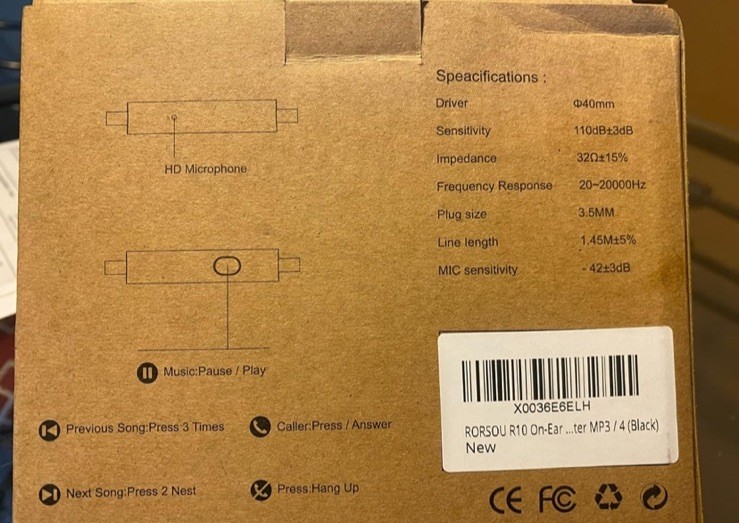 HD Microphone
Music:Pause / Play
Previous Song:Press 3 Times
Caller:Press / Answer
Next Song:Press 2 Nest
Press:Hang Up
Speacifications :
Driver Φ40mm
Sensitivity 110dB±3dB
Impedance 32Ω±15%
Frequency Response 20~20000Hz
Plug size 3.5MM
Line length 1.45M±5%
MIC sensitivity - 42±3dB
X0036E6ELH
RORSOU R10 On-Ear ...ter MP3 / 4 (Black)
New
CE FC